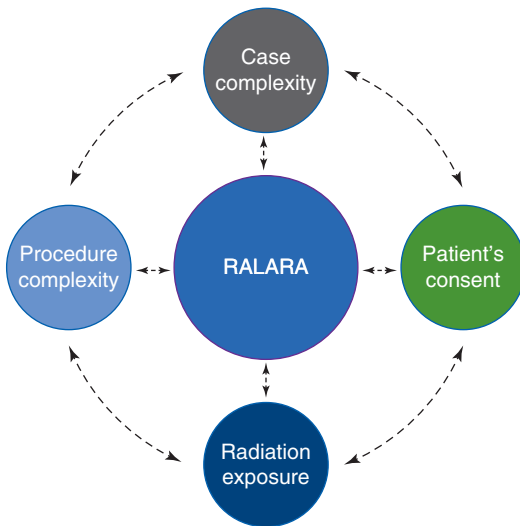 Case
complexity
Procedure
complexity
RALARA
Patient’s
consent
Radiation
exposure